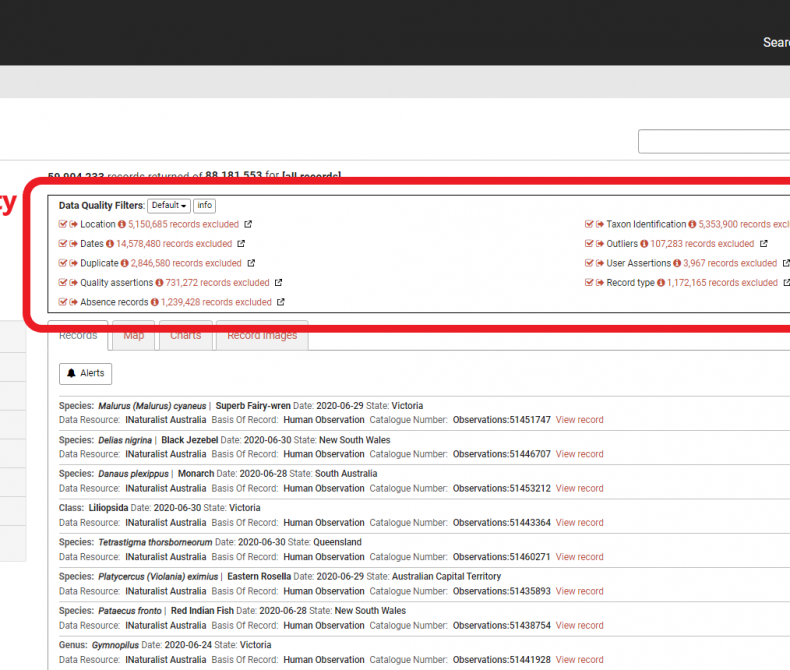 Sear
59,904,233 records returned of 88,181,553 for [all records]
ty
Data Quality Filters: Default info
Location 5,150,685 records excluded
Taxon Identification 5,353,900 records excl
Dates 14,578,480 records excluded
Outliers 107,283 records excluded
Duplicate 2,846,580 records excluded
User Assertions 3,967 records excluded
Quality assertions 731,272 records excluded
Record type 1,172,165 records excluded
Absence records 1,239,428 records excluded
Records Map Charts Record images
Alerts
Species: Malurus (Malurus) cyaneus | Superb Fairy-wren Date: 2020-06-29 State: Victoria
Data Resource: INaturalist Australia Basis Of Record: Human Observation Catalogue Number: Observations:51451747 View record
Species: Delias nigrina | Black Jezebel Date: 2020-06-30 State: New South Wales
Data Resource: INaturalist Australia Basis Of Record: Human Observation Catalogue Number: Observations:51446707 View record
Species: Danaus plexippus | Monarch Date: 2020-06-28 State: South Australia
Data Resource: INaturalist Australia Basis Of Record: Human Observation Catalogue Number: Observations:51453212 View record
Class: Liliopsida Date: 2020-06-30 State: Victoria
Data Resource: INaturalist Australia Basis Of Record: Human Observation Catalogue Number: Observations:51443364 View record
Species: Tetrastigma thorsborneorum Date: 2020-06-30 State: Queensland
Data Resource: INaturalist Australia Basis Of Record: Human Observation Catalogue Number: Observations:51460271 View record
Species: Platycercus (Violania) eximius | Eastern Rosella Date: 2020-06-29 State: Australian Capital Territory
Data Resource: INaturalist Australia Basis Of Record: Human Observation Catalogue Number: Observations:51435893 View record
Species: Pataecus fronto | Red Indian Fish Date: 2020-06-28 State: New South Wales
Data Resource: INaturalist Australia Basis Of Record: Human Observation Catalogue Number: Observations:51438754 View record
Genus: Gymnopilus Date: 2020-06-24 State: Victoria
Data Resource: INaturalist Australia Basis Of Record: Human Observation Catalogue Number: Observations:51441928 View record